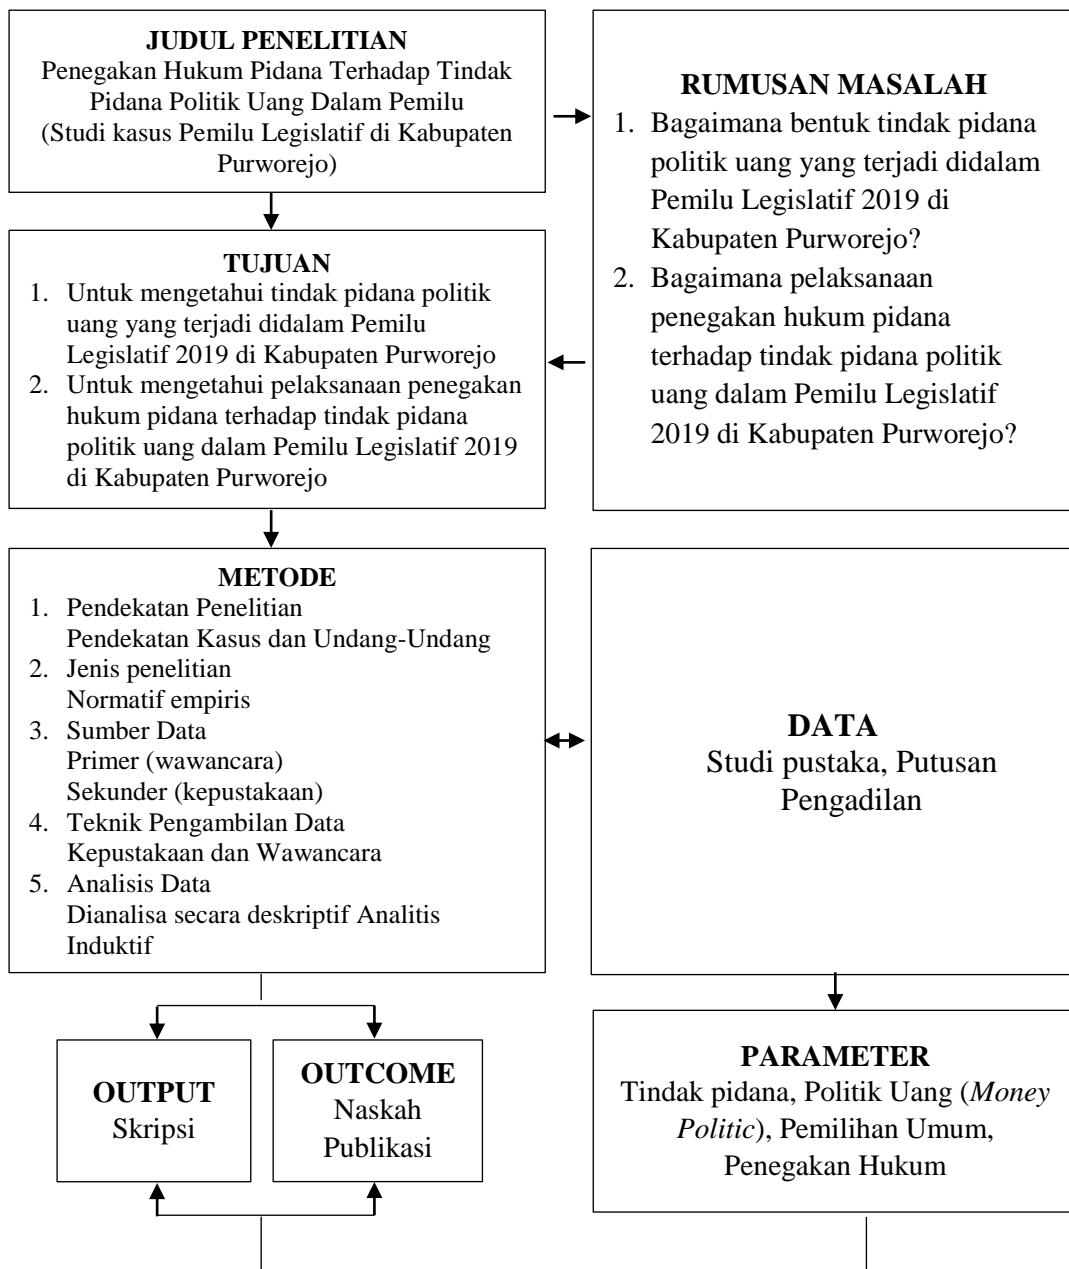 JUDUL PENELITIAN
Penegakan Hukum Pidana Terhadap Tindak
Pidana Politik Uang Dalam Pemilu
(Studi kasus Pemilu Legislatif di Kabupaten
Purworejo)
RUMUSAN MASALAH
1. Bagaimana bentuk tindak pidana
politik uang yang terjadi didalam
Pemilu Legislatif 2019 di
Kabupaten Purworejo?
2. Bagaimana pelaksanaan
penegakan hukum pidana
terhadap tindak pidana politik
uang dalam Pemilu Legislatif
2019 di Kabupaten Purworejo?
TUJUAN
1. Untuk mengetahui tindak pidana politik
uang yang terjadi didalam Pemilu
Legislatif 2019 di Kabupaten Purworejo
2. Untuk mengetahui pelaksanaan penegakan
hukum pidana terhadap tindak pidana
politik uang dalam Pemilu Legislatif 2019
di Kabupaten Purworejo
METODE
1. Pendekatan Penelitian
Pendekatan Kasus dan Undang-Undang
2. Jenis penelitian
Normatif empiris
3. Sumber Data
Primer (wawancara)
Sekunder (kepustakaan)
4. Teknik Pengambilan Data
Kepustakaan dan Wawancara
5. Analisis Data
Dianalisa secara deskriptif Analitis
Induktif
DATA
Studi pustaka, Putusan
Pengadilan
OUTPUT
Skripsi
OUTCOME
Naskah
Publikasi
PARAMETER
Tindak pidana, Politik Uang (Money
Politic), Pemilihan Umum,
Penegakan Hukum